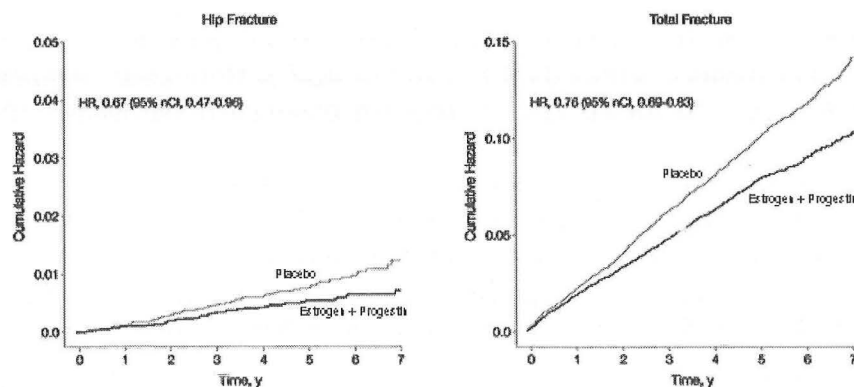 Hip Fracture
0.05
0.04
0.03
0.02
0.01
0.0
Cumulative Hazard
HR, 0.67 (95% nCI, 0.47-0.96)
Placebo
Estrogen + Progestin
0 1 2 3 4 5 6 7
Time, y
Total Fracture
0.15
0.10
0.05
0.0
Cumulative Hazard
HR, 0.76 (95% nCI, 0.69-0.83)
Placebo
Estrogen + Progestin
0 1 2 3 4 5 6 7
Time, y